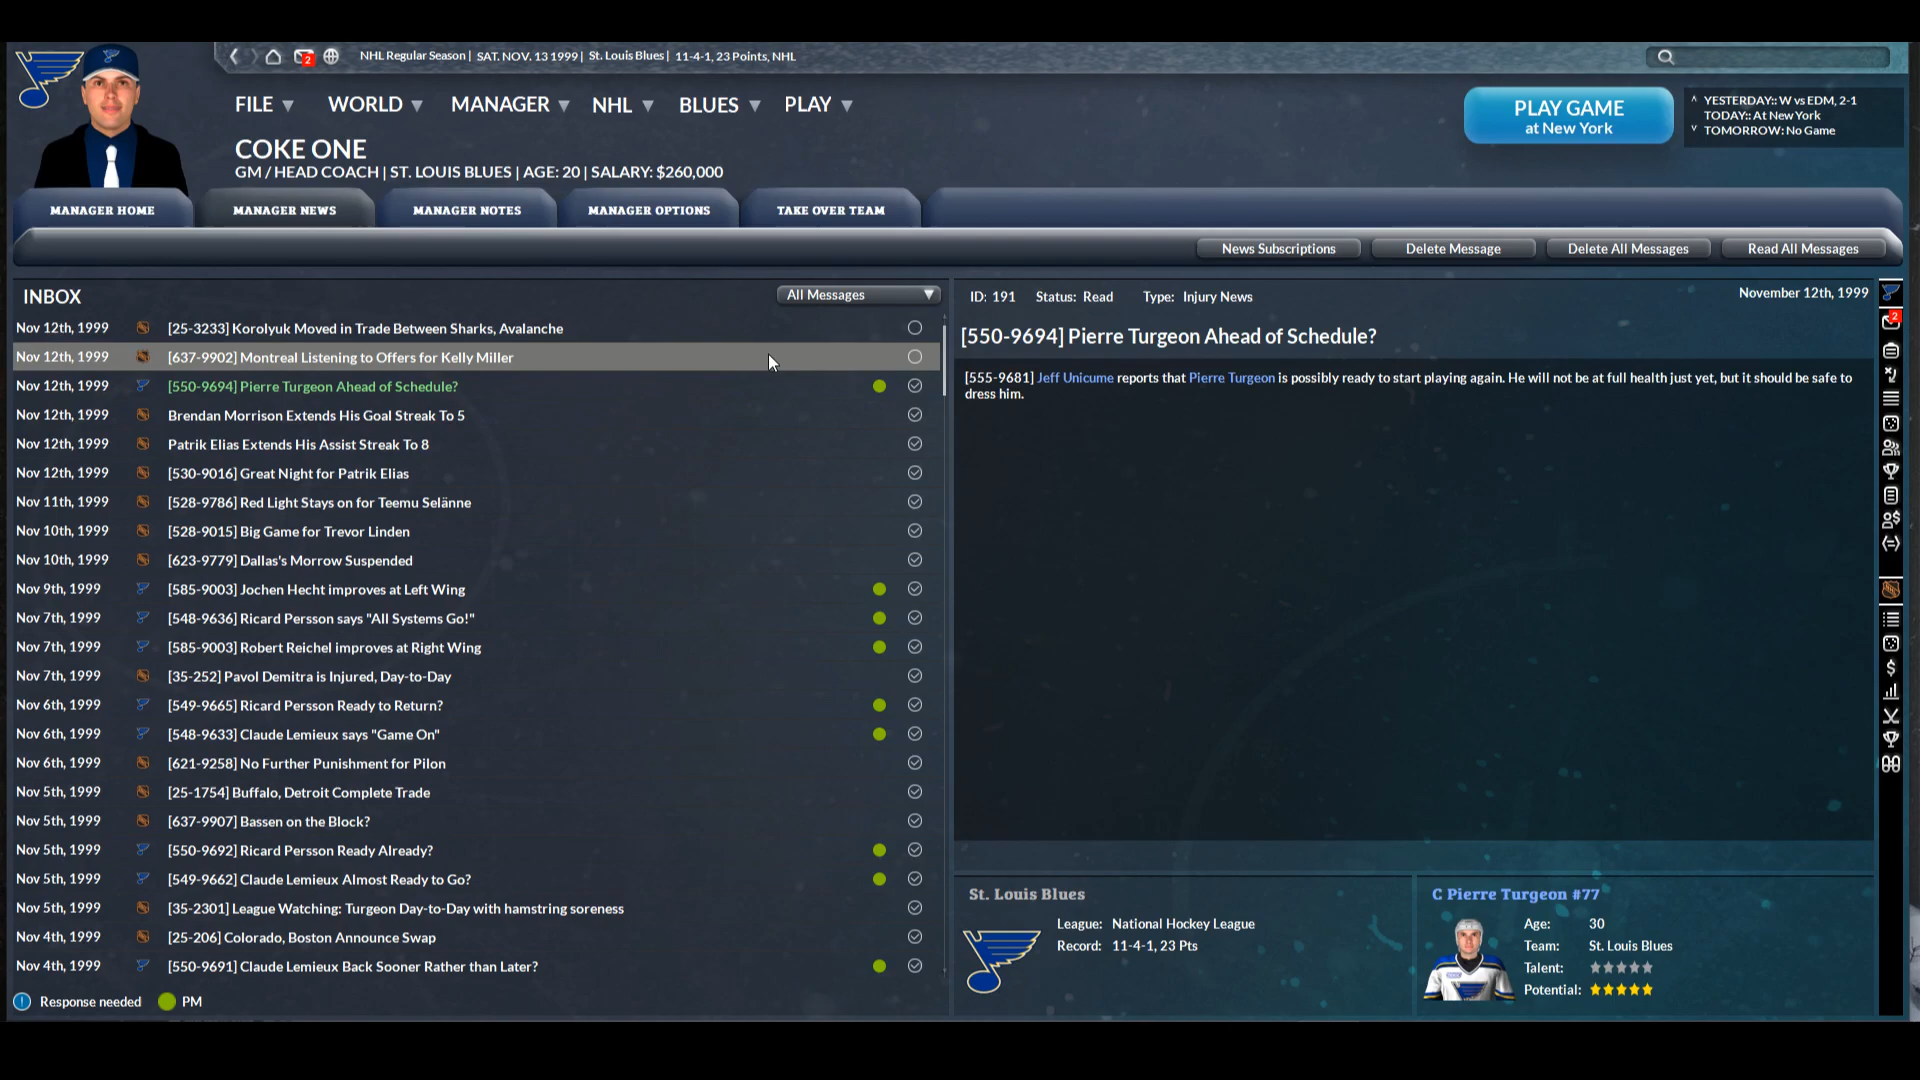 2
NHL Regular Season | SAT. NOV. 13 1999 | St. Louis Blues | 11-4-1, 23 Points, NHL
FILE WORLD MANAGER NHL BLUES PLAY
PLAY GAME
at New York
YESTERDAY:: W vs EDM, 2-1
TODAY:: At New York
TOMORROW: No Game
COKE ONE
GM / HEAD COACH | ST. LOUIS BLUES | AGE: 20 | SALARY: $260,000
MANAGER HOME MANAGER NEWS MANAGER NOTES MANAGER OPTIONS TAKE OVER TEAM
News Subscriptions Delete Message Delete All Messages Read All Messages
INBOX All Messages
Nov 12th, 1999 [25-3233] Korolyuk Moved in Trade Between Sharks, Avalanche
Nov 12th, 1999 [637-9902] Montreal Listening to Offers for Kelly Miller
Nov 12th, 1999 [550-9694] Pierre Turgeon Ahead of Schedule?
Nov 12th, 1999 Brendan Morrison Extends His Goal Streak To 5
Nov 12th, 1999 Patrik Elias Extends His Assist Streak To 8
Nov 12th, 1999 [530-9016] Great Night for Patrik Elias
Nov 11th, 1999 [528-9786] Red Light Stays on for Teemu Selänne
Nov 10th, 1999 [528-9015] Big Game for Trevor Linden
Nov 10th, 1999 [623-9779] Dallas's Morrow Suspended
Nov 9th, 1999 [585-9003] Jochen Hecht improves at Left Wing
Nov 7th, 1999 [548-9636] Ricard Persson says "All Systems Go!"
Nov 7th, 1999 [585-9003] Robert Reichel improves at Right Wing
Nov 7th, 1999 [35-252] Pavol Demitra is Injured, Day-to-Day
Nov 6th, 1999 [549-9665] Ricard Persson Ready to Return?
Nov 6th, 1999 [548-9633] Claude Lemieux says "Game On"
Nov 6th, 1999 [621-9258] No Further Punishment for Pilon
Nov 5th, 1999 [25-1754] Buffalo, Detroit Complete Trade
Nov 5th, 1999 [637-9907] Bassen on the Block?
Nov 5th, 1999 [550-9692] Ricard Persson Ready Already?
Nov 5th, 1999 [549-9662] Claude Lemieux Almost Ready to Go?
Nov 5th, 1999 [35-2301] League Watching: Turgeon Day-to-Day with hamstring soreness
Nov 4th, 1999 [25-206] Colorado, Boston Announce Swap
Nov 4th, 1999 [550-9691] Claude Lemieux Back Sooner Rather than Later?
Response needed PM
ID: 191 Status: Read Type: Injury News November 12th, 1999
[550-9694] Pierre Turgeon Ahead of Schedule?
[555-9681] Jeff Unicume reports that Pierre Turgeon is possibly ready to start playing again. He will not be at full health just yet, but it should be safe to
dress him.
St. Louis Blues
League: National Hockey League
Record: 11-4-1, 23 Pts
C Pierre Turgeon #77
Age: 30
Team: St. Louis Blues
Talent:
Potential:
2